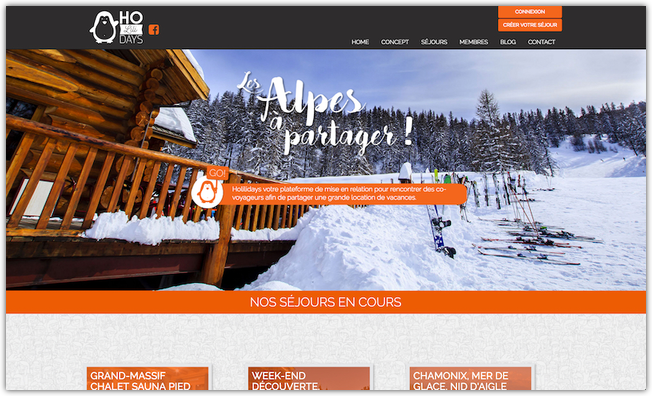 CONNEXION
CRÉER VOTRE SÉJOUR
HO
DAYS
HOME CONCEPT SÉJOURS MEMBRES BLOG CONTACT
Les
Alpes
à
partager !
GO!
Holilidays votre plateforme de mise en relation pour rencontrer des co-
voyageurs afin de partager une grande location de vacances.
NOS SÉJOURS EN COURS
GRAND-MASSIF
CHALET SAUNA PIED
WEEK-END
DÉCOUVERTE,
CHAMONIX, MER DE
GLACE, NID D'AIGLE